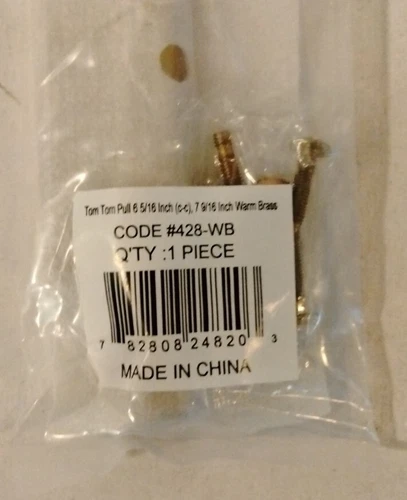 Tom Tom Pull 6 5/16 Inch (c-c), 7 9/16 Inch Warm Brass
CODE #428-WB
Q'TY :1 PIECE
7 82808 24820 3
MADE IN CHINA